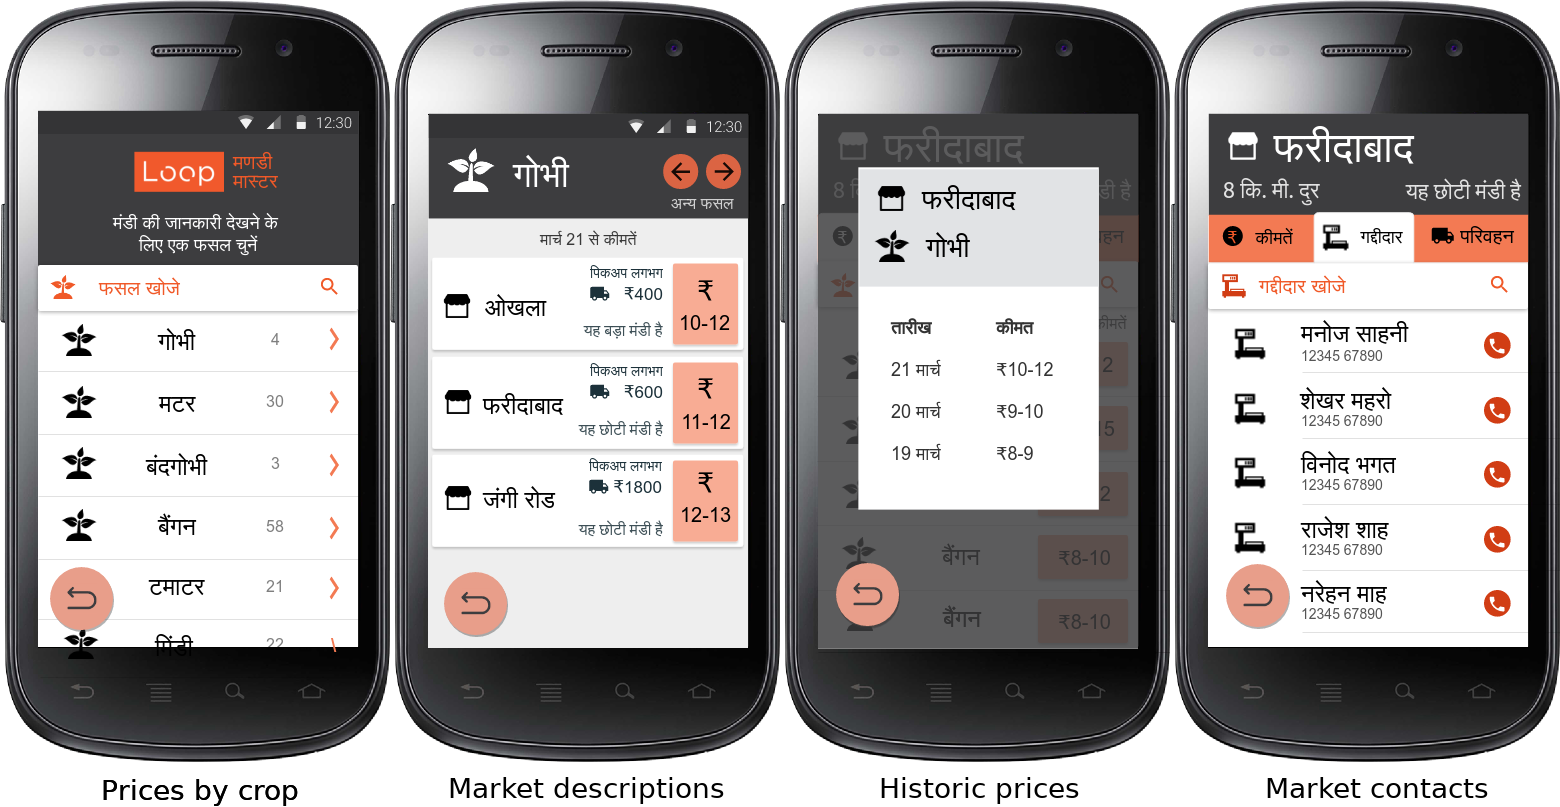 12:30
Loop मणडी
मास्टर
मंडी की जानकारी देखने के
लिए एक फसल चुनें
फसल खोजे
गोभी 4
मटर 30
बंदगोभी 3
बैंगन 58
टमाटर 21
भिंडी 22
Prices by crop
12:30
गोभी
अन्य फसल
मार्च 21 से कीमतें
पिकअप लगभग
ओखला ₹400 ₹
10-12
यह बड़ा मंडी है
पिकअप लगभग
फरीदाबाद ₹600 ₹
11-12
यह छोटी मंडी है
पिकअप लगभग
जंगी रोड ₹1800 ₹
12-13
यह छोटी मंडी है
Market descriptions
फरीदाबाद
8 कि मंडी है
फरीदाबाद
गोभी
तारीख कीमत
21 मार्च ₹10-12
20 मार्च ₹9-10
19 मार्च ₹8-9
बैंगन ₹8-10
बैंगन ₹8-10
Historic prices
फरीदाबाद
8 कि. मी. दुर यह छोटी मंडी है
₹ कीमतें गद्दीदार परिवहन
गद्दीदार खोजे
मनोज साहनी
12345 67890
शेखर महरो
12345 67890
विनोद भगत
12345 67890
राजेश शाह
12345 67890
नरेहन माह
12345 67890
Market contacts